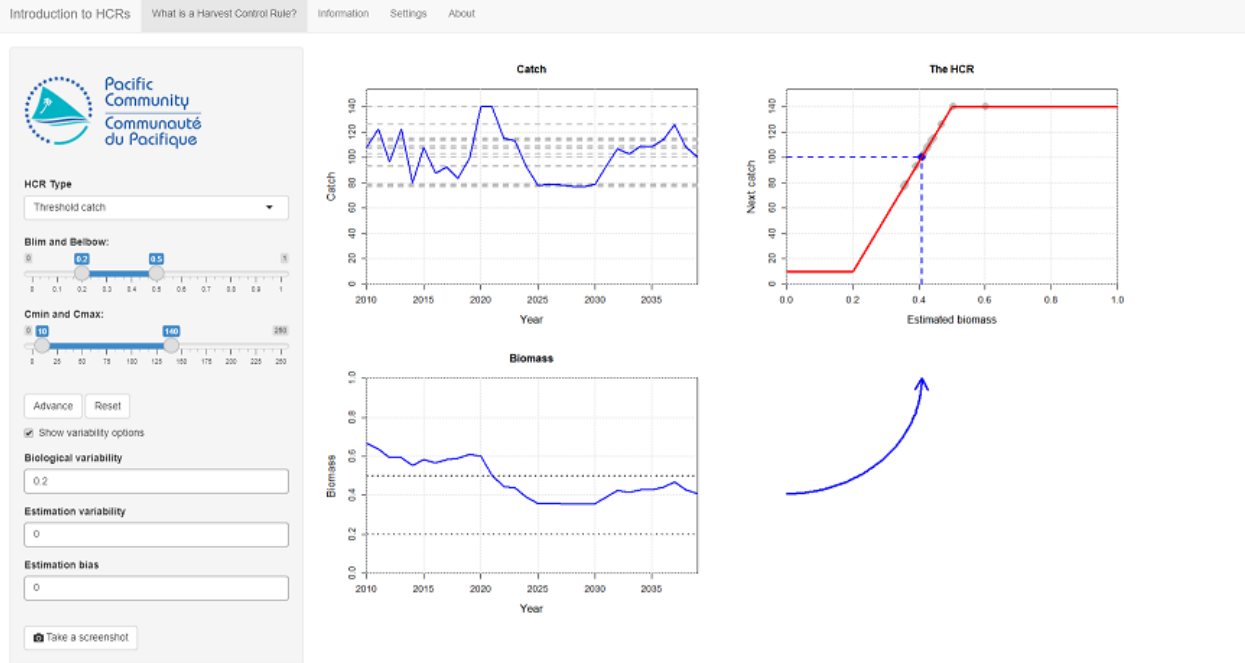 Introduction to HCRs What is a Harvest Control Rule? Information Settings About
Pacific
Community
Communauté
du Pacifique
HCR Type
Threshold catch
Blim and Belbow:
0 0.2 0.5 1
0 0.1 0.2 0.3 0.4 0.5 0.6 0.7 0.8 0.9 1
Cmin and Cmax:
0 10 140 250
0 25 50 75 100 125 150 175 200 225 250
Advance Reset
Show variability options
Biological variability
0.2
Estimation variability
0
Estimation bias
0
Take a screenshot
Catch
Catch
0 20 40 60 80 100 120 140
2010 2015 2020 2025 2030 2035
Year
The HCR
Next catch
0 20 40 60 80 100 120 140
0.0 0.2 0.4 0.6 0.8 1.0
Estimated biomass
Biomass
Biomass
0.0 0.2 0.4 0.6 0.8 1.0
2010 2015 2020 2025 2030 2035
Year